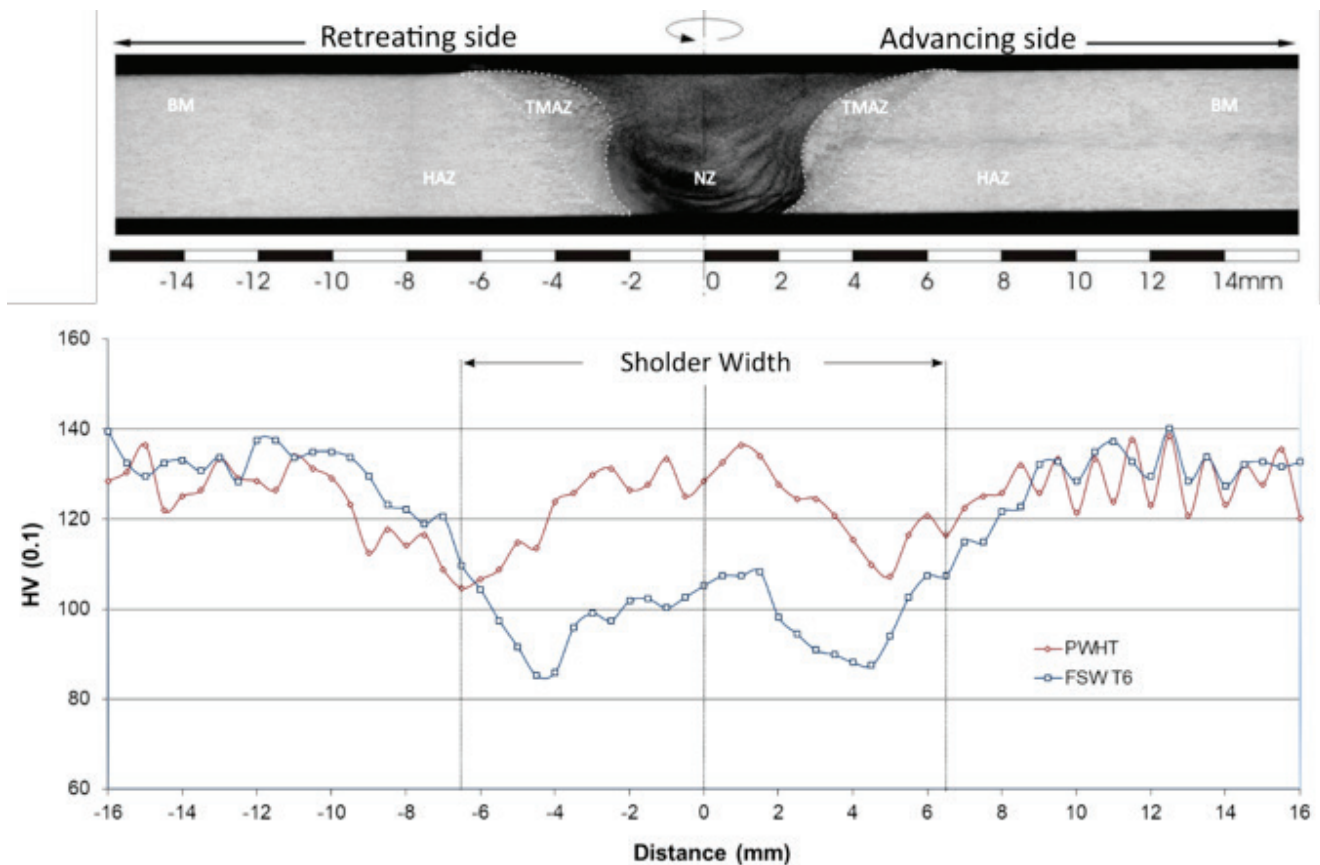 Retreating side
Advancing side
BM TMAZ TMAZ BM
HAZ NZ HAZ
-14 -12 -10 -8 -6 -4 -2 0 2 4 6 8 10 12 14mm
160
Sholder Width
140
120
HV (0.1)
100
PWHT
FSW T6
80
60
-16 -14 -12 -10 -8 -6 -4 -2 0 2 4 6 8 10 12 14 16
Distance (mm)